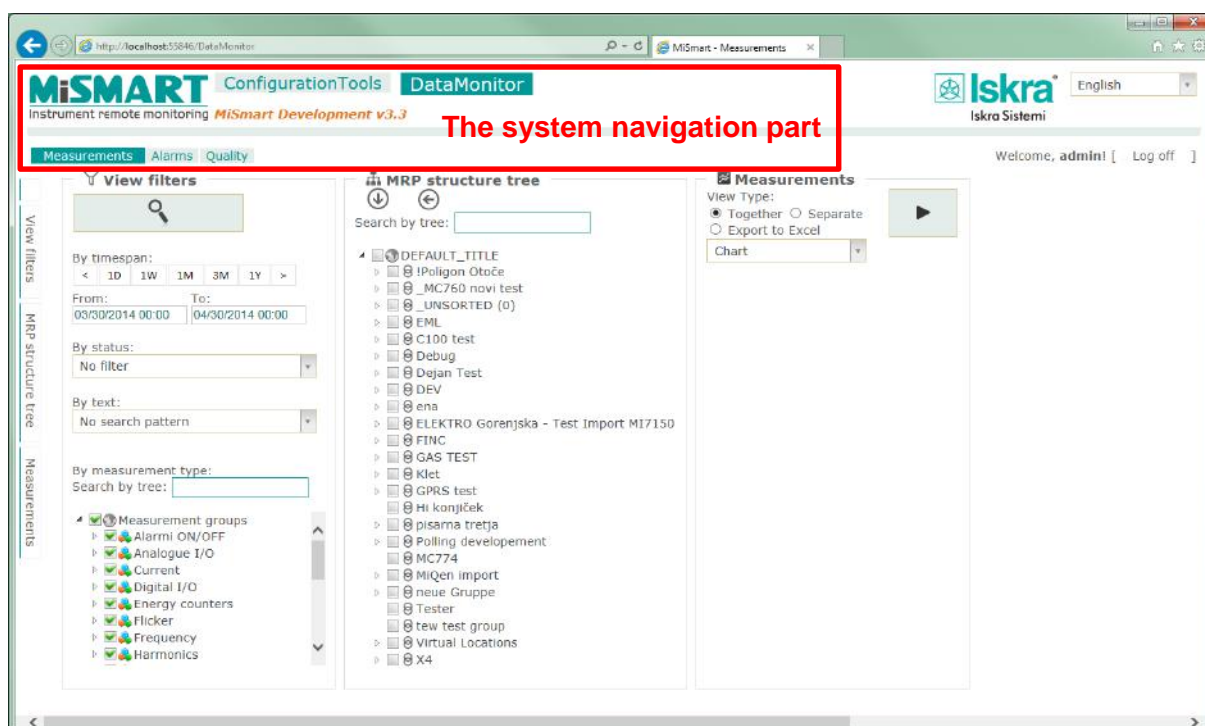 http://localhost:55846/DataMonitor
MiSmart - Measurements
MiSMART ConfigurationTools DataMonitor
Instrument remote monitoring MiSmart Development v3.3
The system navigation part
Iskra®
Iskra Sistemi
English
Measurements Alarms Quality
Welcome, admin! [ Log off ]
View filters
MRP structure tree
Measurements
View filters
By timespan:
< 1D 1W 1M 3M 1Y >
From: To:
03/30/2014 00:00 04/30/2014 00:00
By status:
No filter
By text:
No search pattern
By measurement type:
Search by tree:
Measurement groups
Alarmi ON/OFF
Analogue I/O
Current
Digital I/O
Energy counters
Flicker
Frequency
Harmonics
MRP structure tree
Search by tree:
DEFAULT_TITLE
!Poligon Otoče
_MC760 novi test
_UNSORTED (0)
EML
C100 test
Debug
Dejan Test
DEV
ena
ELEKTRO Gorenjska - Test Import MI7150
FINC
GAS TEST
Klet
GPRS test
Hi konjiček
pisarna tretja
Polling developement
MC774
MiQen import
neue Gruppe
Tester
tew test group
Virtual Locations
X4
Measurements
View Type:
Together Separate
Export to Excel
Chart